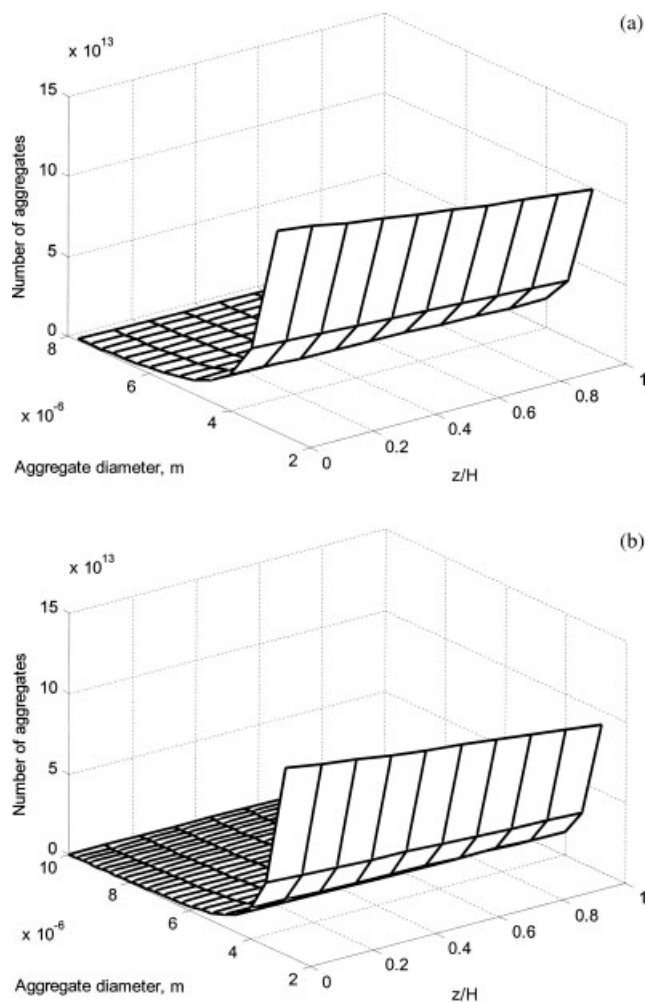 (a)
x 10^13
15
10
5
0
Number of aggregates
8
6
4
2
x 10^-6
Aggregate diameter, m
0
0.2
0.4
0.6
0.8
1
z/H
(b)
x 10^13
15
10
5
0
Number of aggregates
10
8
6
4
2
x 10^-6
Aggregate diameter, m
0
0.2
0.4
0.6
0.8
1
z/H